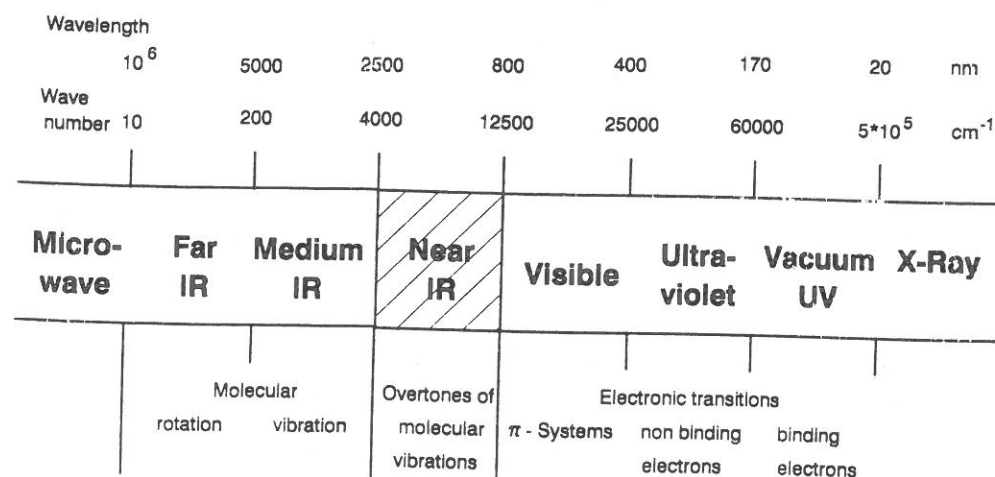 Wavelength
10^6 5000 2500 800 400 170 20 nm
Wave
number 10 200 4000 12500 25000 60000 5*10^5 cm^-1
Micro- Far Medium Near Visible Ultra- Vacuum X-Ray
wave IR IR IR violet UV
Molecular Overtones of Electronic transitions
rotation vibration molecular π - Systems non binding binding
vibrations electrons electrons